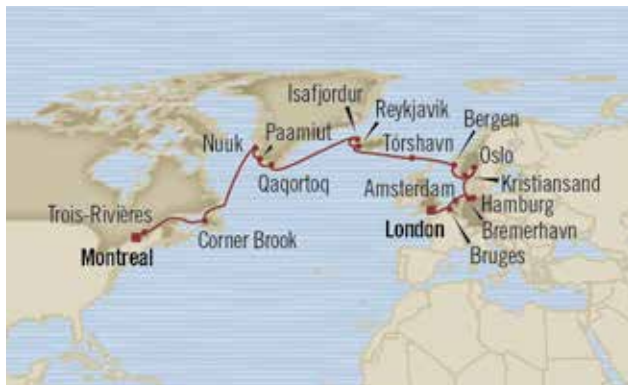 Isafjordur
Reykjavik
Bergen
Nuuk
Paamiut
Tórshavn
Oslo
Qaqortoq
Amsterdam
Kristiansand
Trois-Rivières
Hamburg
Corner Brook
London
Bremerhavn
Montreal
Bruges